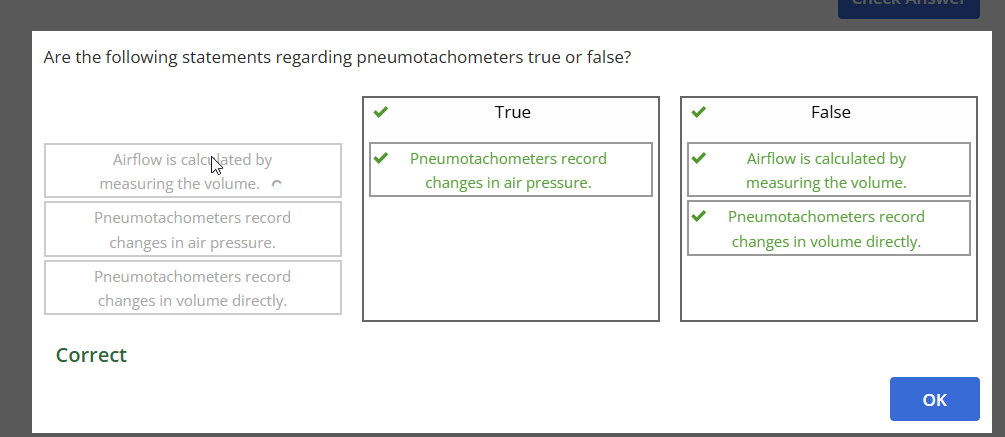 Check Answer
Are the following statements regarding pneumotachometers true or false?
True
False
Airflow is calculated by
measuring the volume.
Pneumotachometers record
changes in air pressure.
Pneumotachometers record
changes in volume directly.
Pneumotachometers record
changes in air pressure.
Airflow is calculated by
measuring the volume.
Pneumotachometers record
changes in volume directly.
Correct
OK